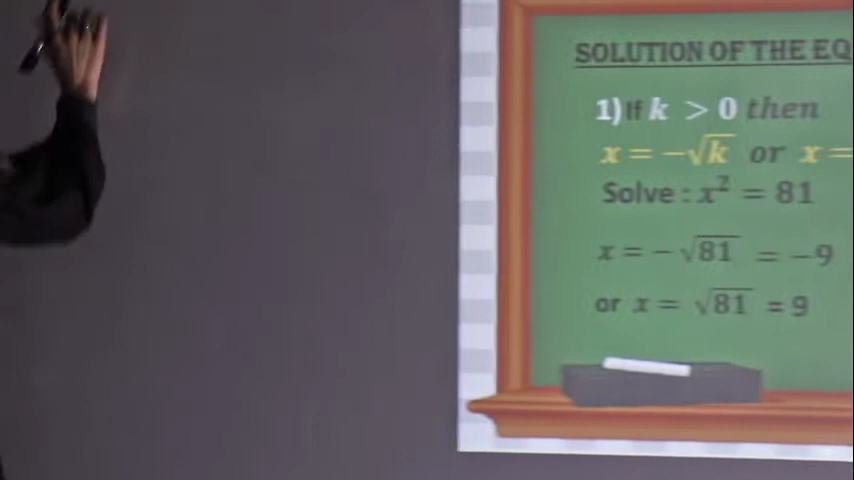 SOLUTION OF THE EQ
1) If k > 0 then
x = -√k or x =
Solve : x² = 81
x = -√81 = -9
or x = √81 = 9